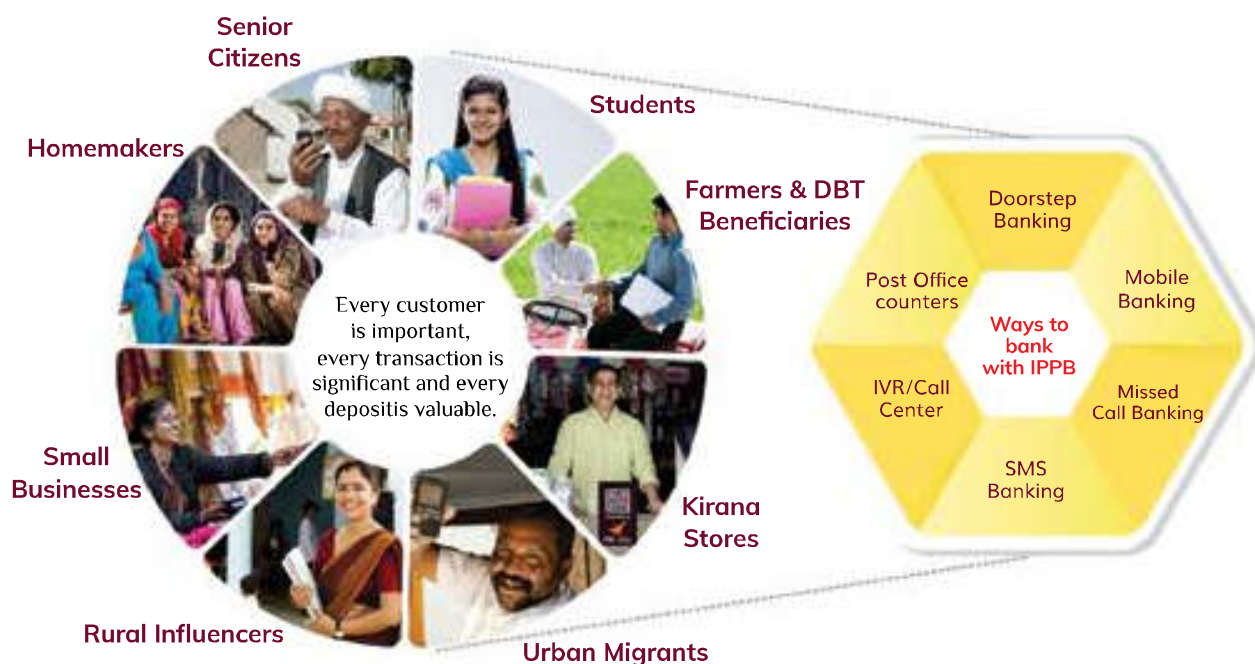 Senior
Citizens
Students
Homemakers
Farmers & DBT
Beneficiaries
Every customer
is important,
every transaction is
significant and every
depositis valuable.
Small
Businesses
Kirana
Stores
Rural Influencers
Urban Migrants
Doorstep
Banking
Post Office
counters
Mobile
Banking
Ways to
bank
with IPPB
IVR/Call
Center
Missed
Call Banking
SMS
Banking